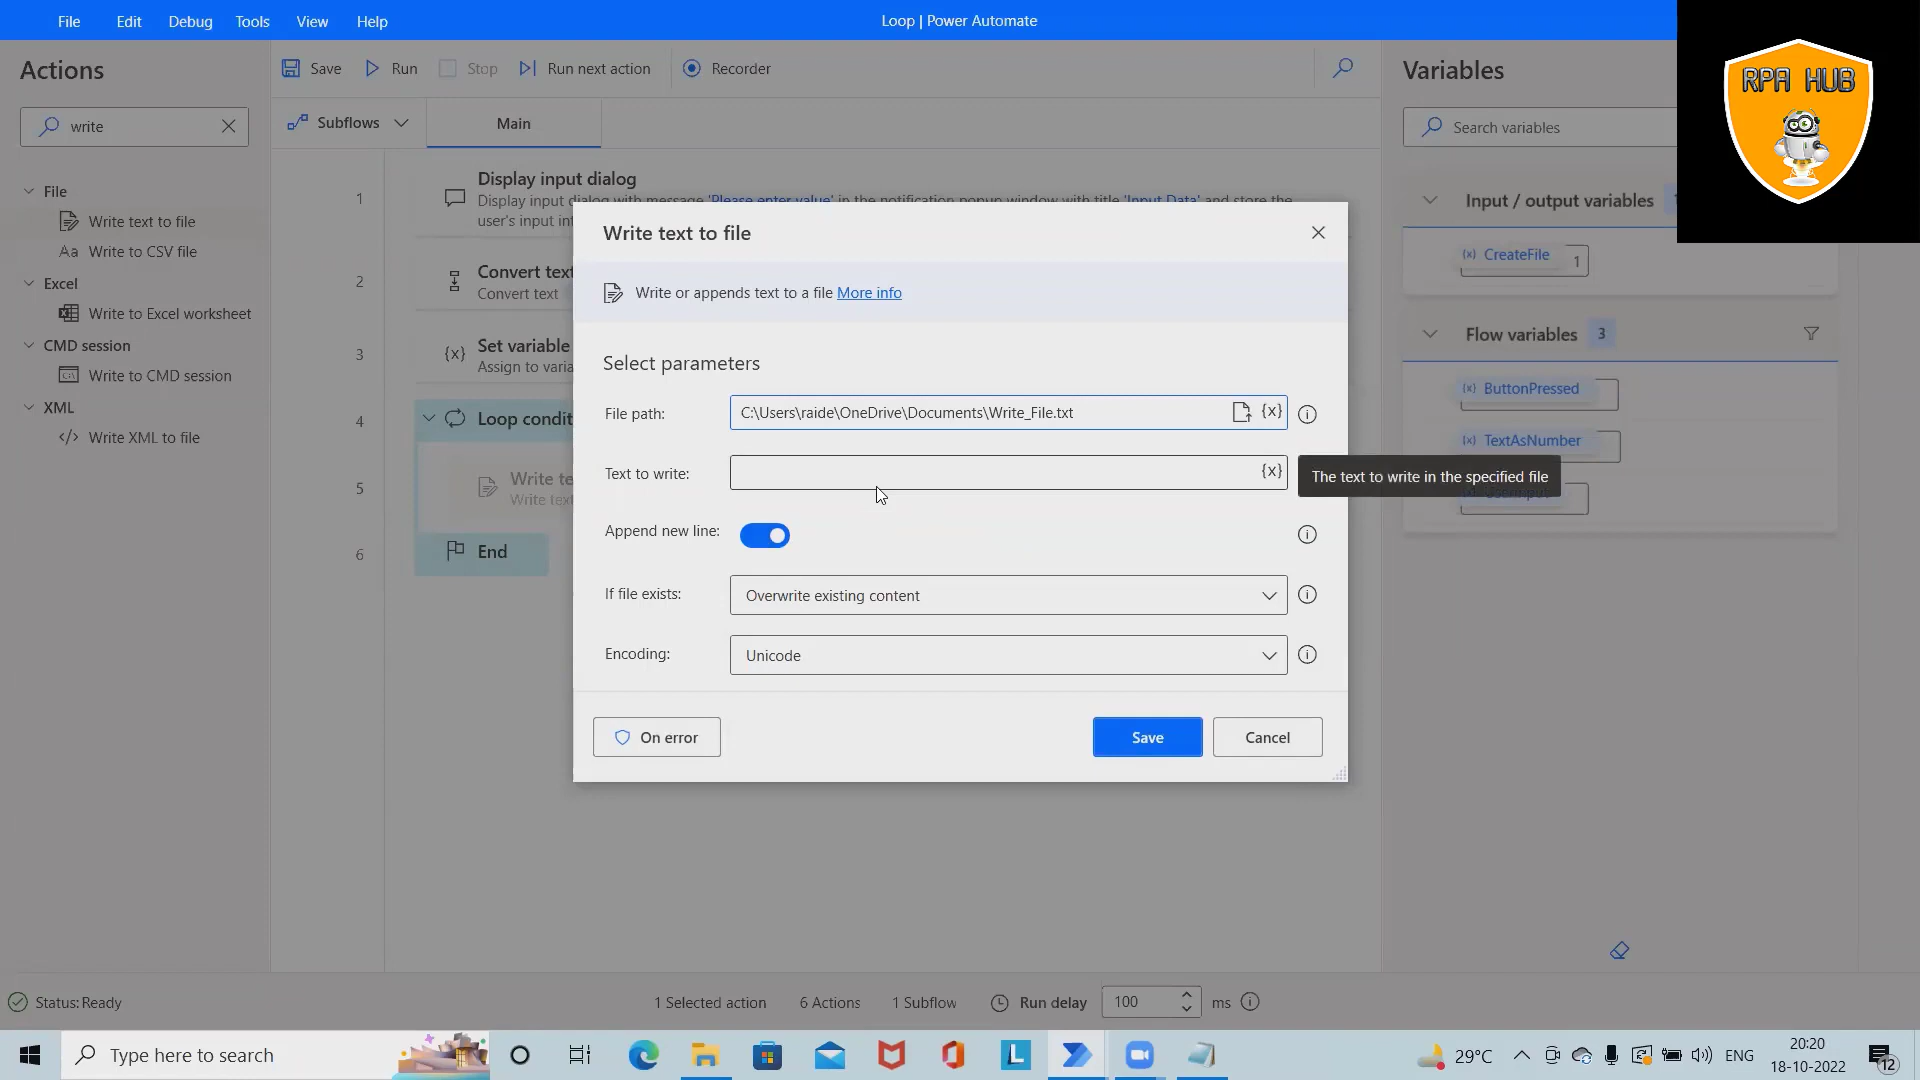 File Edit Debug Tools View Help
Loop | Power Automate
RPA HUB
Actions
write
File
Write text to file
Aa Write to CSV file
Excel
Write to Excel worksheet
CMD session
Write to CMD session
XML
Write XML to file
Save Run Stop Run next action Recorder
Subflows Main
1 Display input dialog
Display input dialog with message 'Please enter value' in the notification popup window with title 'Input Data' and store the
user's input
2 Convert text
Convert text
3 {x} Set variable
Assign to
4 Loop
5 Write
Write text
6 End
Write text to file
Write or appends text to a file More info
Select parameters
File path: C:\Users\raide\OneDrive\Documents\Write_File.txt {x}
Text to write: {x}
The text to write in the specified file
Append new line:
If file exists: Overwrite existing content
Encoding: Unicode
On error Save Cancel
Variables
Search variables
Input / output variables
(x) CreateFile 1
Flow variables 3
(x) ButtonPressed
(x) TextAsNumber
Status: Ready 1 Selected action 6 Actions 1 Subflow Run delay 100 ms
Type here to search
29°C ENG
20:20
18-10-2022
12